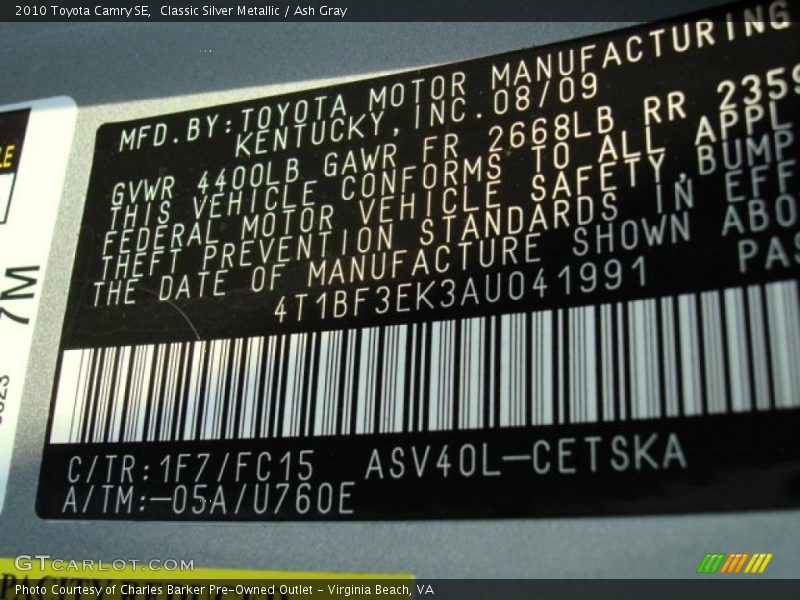 2010 Toyota Camry SE, Classic Silver Metallic / Ash Gray
MFD.BY:TOYOTA MOTOR MANUFACTURING
KENTUCKY,INC.08/09
GVWR 4400LB GAWR FR 2668LB RR 2359
THIS VEHICLE CONFORMS TO ALL APPL
FEDERAL MOTOR VEHICLE SAFETY,BUMP
THEFT PREVENTION STANDARDS IN EFF
THE DATE OF MANUFACTURE SHOWN ABO
4T1BF3EK3AU041991 PAS
C/TR:1F7/FC15 ASV40L-CETSKA
A/TM:-05A/U760E
7M
GTCARLOT.COM
Photo Courtesy of Charles Barker Pre-Owned Outlet - Virginia Beach, VA